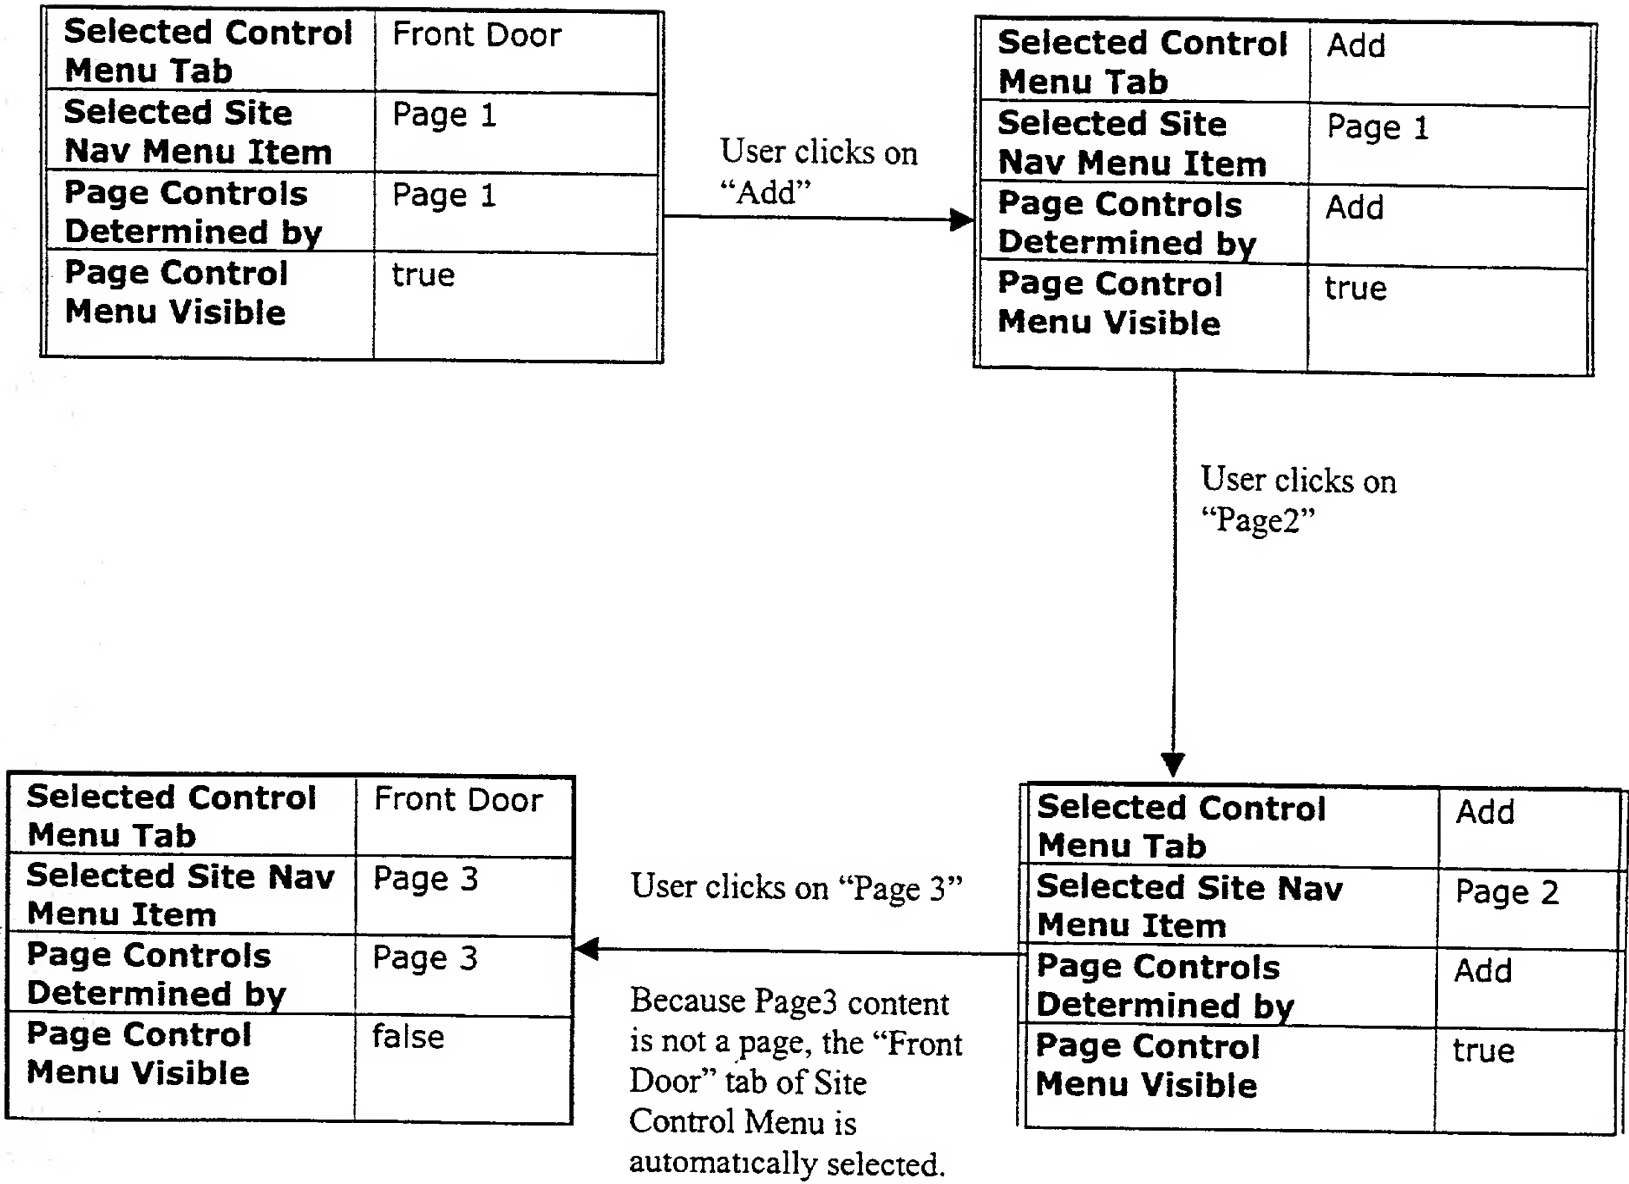 Selected Control Front Door
Menu Tab
Selected Site Page 1
Nav Menu Item
Page Controls Page 1
Determined by
Page Control true
Menu Visible
User clicks on
“Add”
Selected Control Add
Menu Tab
Selected Site Page 1
Nav Menu Item
Page Controls Add
Determined by
Page Control true
Menu Visible
User clicks on
“Page2”
Selected Control Add
Menu Tab
Selected Site Nav Page 2
Menu Item
Page Controls Add
Determined by
Page Control true
Menu Visible
User clicks on “Page 3”
Because Page3 content
is not a page, the “Front
Door” tab of Site
Control Menu is
automatically selected.
Selected Control Front Door
Menu Tab
Selected Site Nav Page 3
Menu Item
Page Controls Page 3
Determined by
Page Control false
Menu Visible